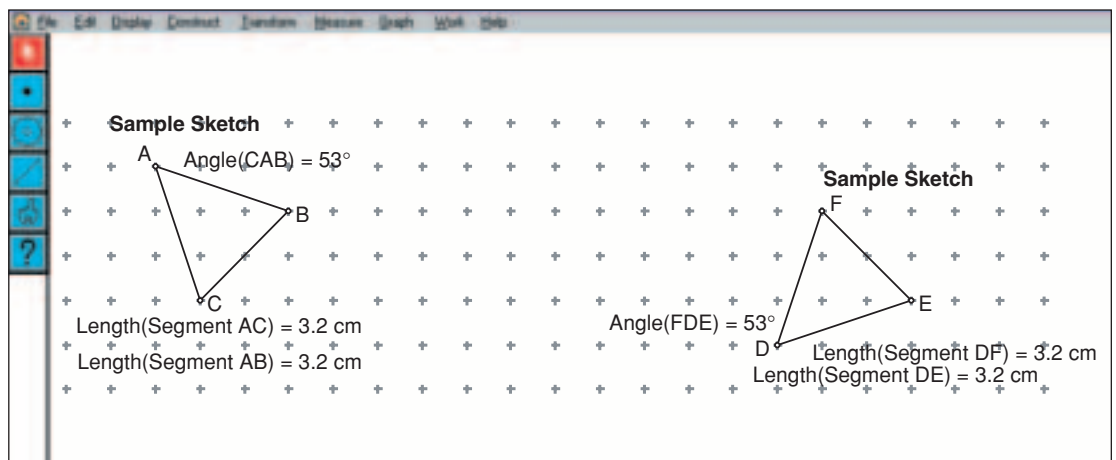 File Edit Display Construct Transform Measure Graph Work Help
Sample Sketch
A
Angle(CAB) = 53°
B
C
Length(Segment AC) = 3.2 cm
Length(Segment AB) = 3.2 cm
Sample Sketch
F
E
Angle(FDE) = 53°
D
Length(Segment DF) = 3.2 cm
Length(Segment DE) = 3.2 cm
?